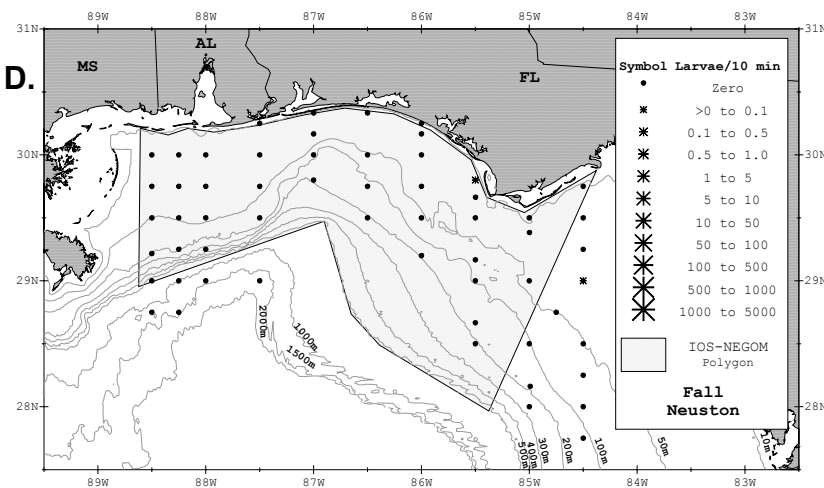 89W 88W 87W 86W 85W 84W 83W
31N 31N
D.
MS
AL
FL
Symbol Larvae/10 min
Zero
>0 to 0.1
0.1 to 0.5
0.5 to 1.0
1 to 5
5 to 10
10 to 50
50 to 100
100 to 500
500 to 1000
1000 to 5000
IOS-NEGOM
Polygon
Fall
Neuston
30N 30N
29N 29N
28N 28N
2000m
1000m
1500m
500m
400m
300m
200m
100m
50m
10m
89W 88W 87W 86W 85W 84W 83W